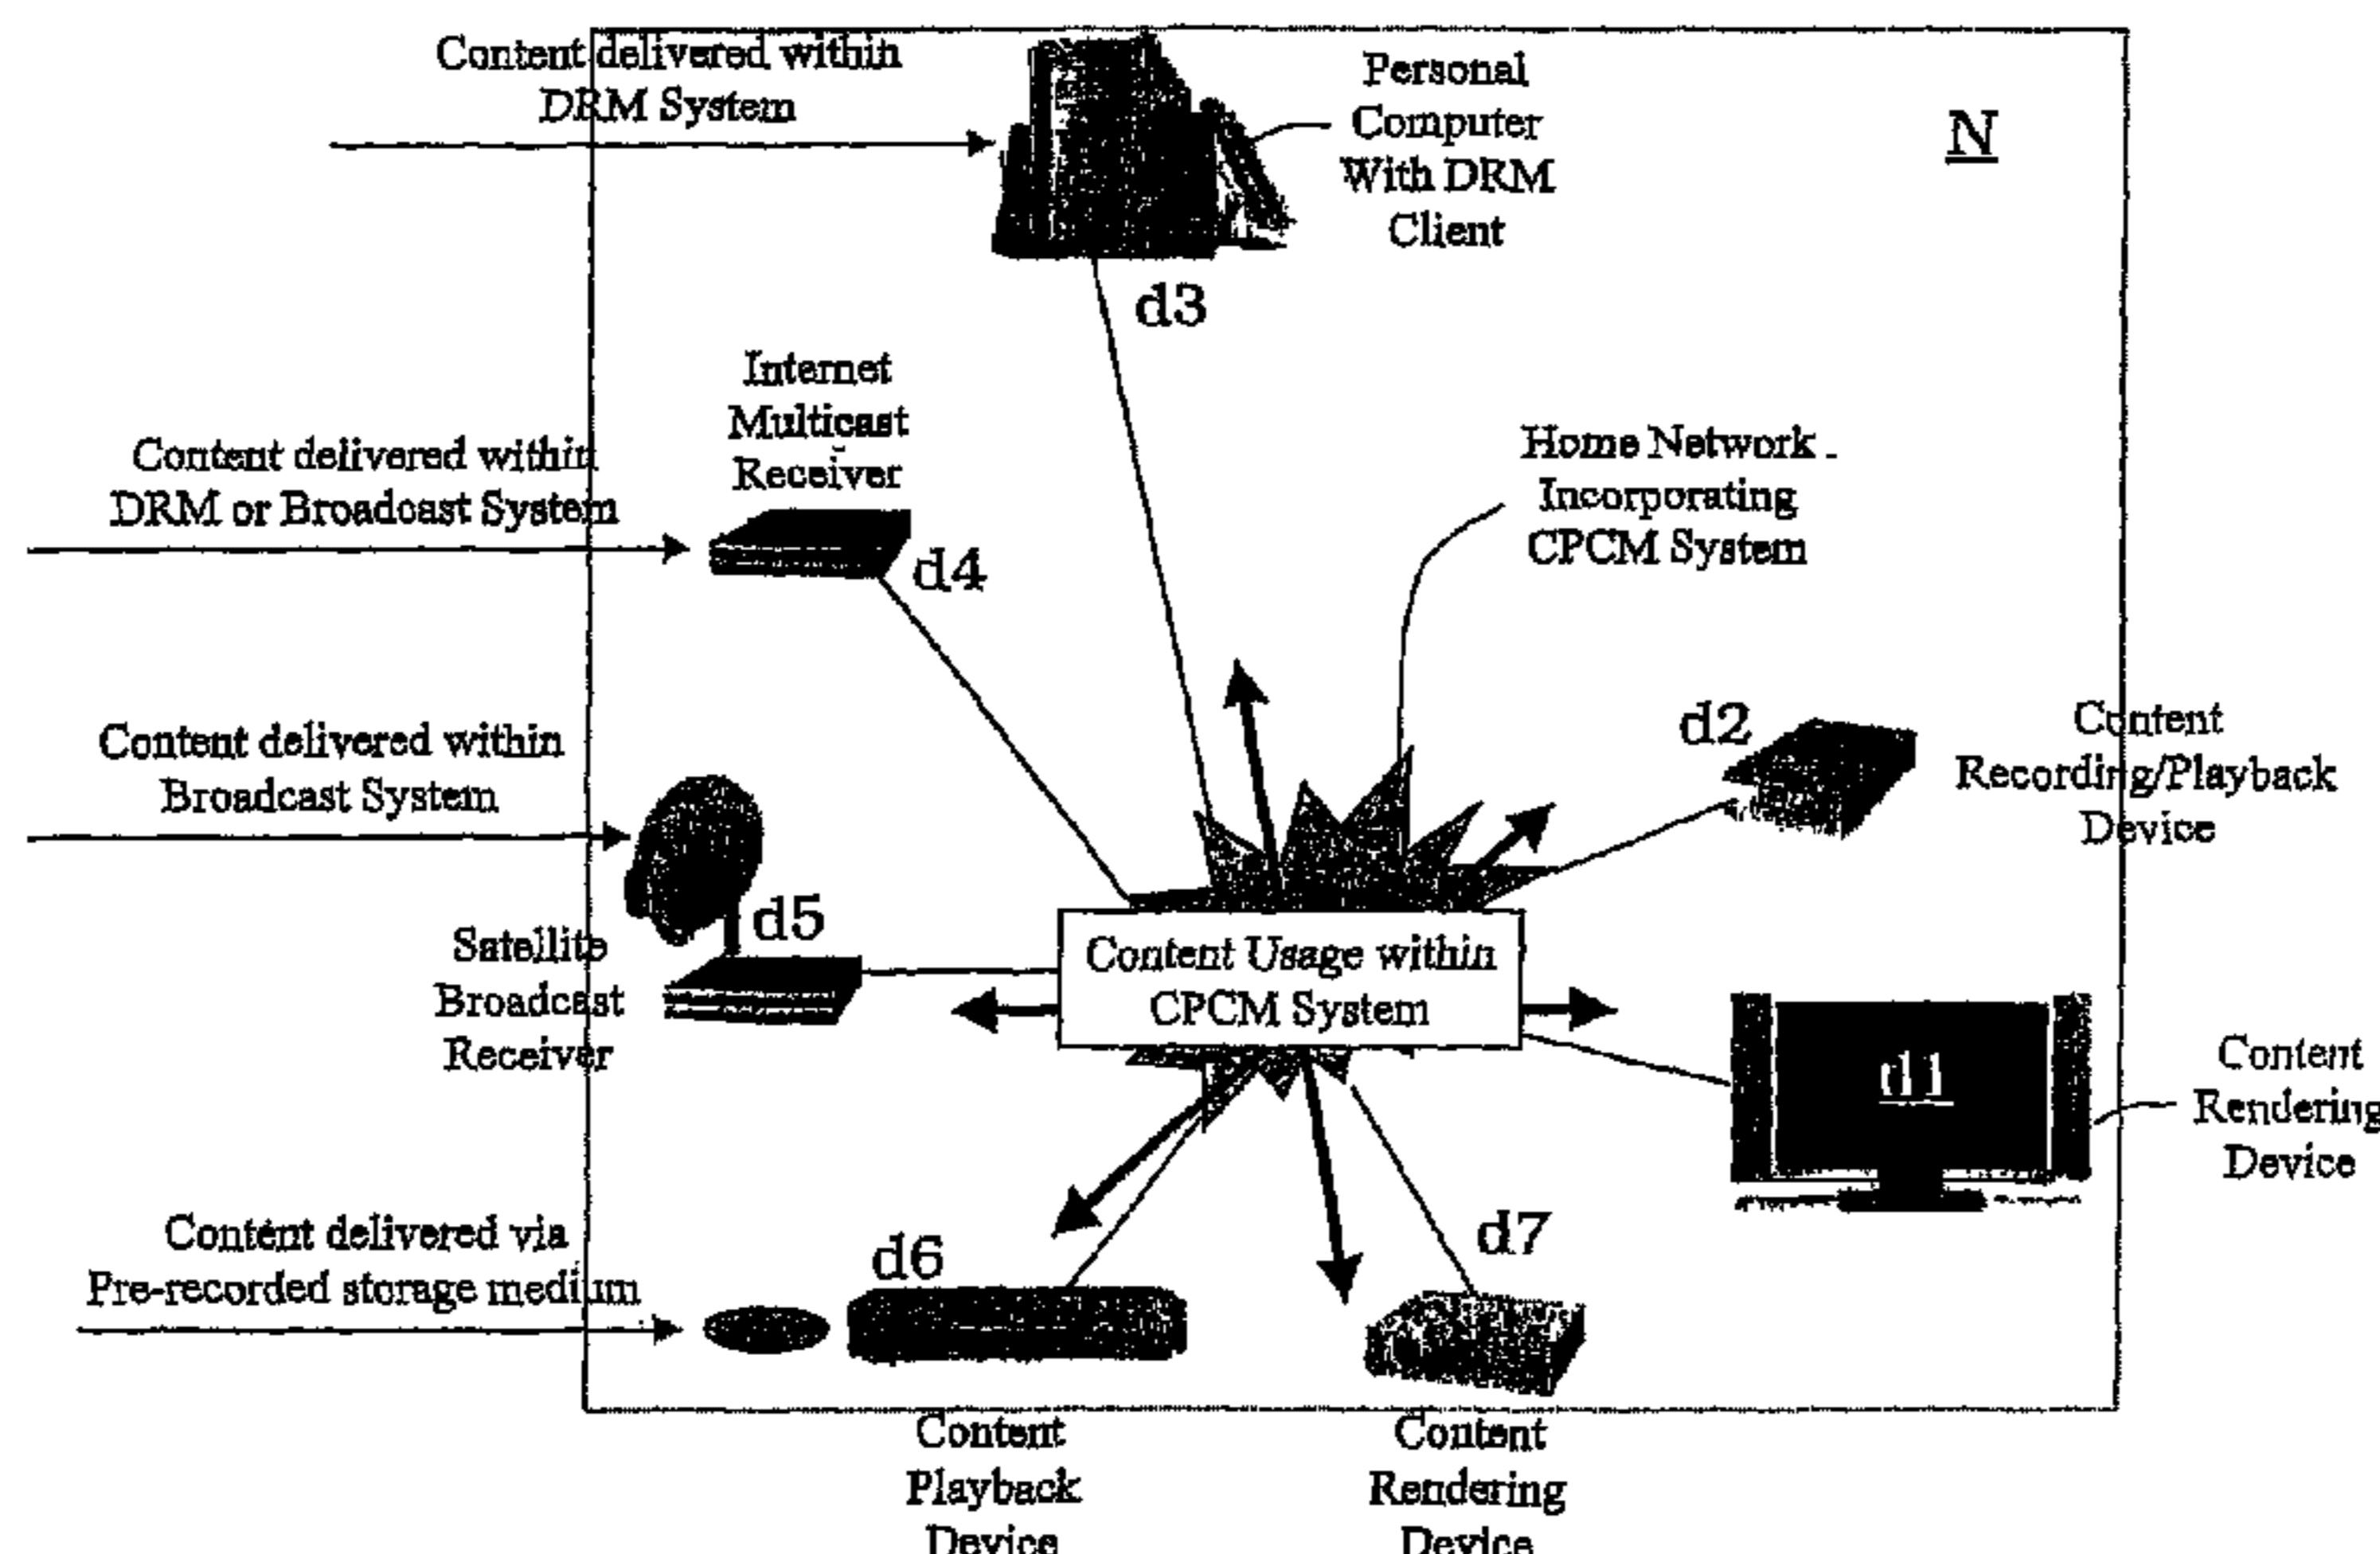 Content delivered within
DRM System
Personal
Computer
With DRM
Client
N
d3
Internet
Multicast
Receiver
Content delivered within
DRM or Broadcast System
d4
Home Network
Incorporating
CPCM System
d2
Content
Recording/Playback
Device
Content delivered within
Broadcast System
d5
Satellite
Broadcast
Receiver
Content Usage within
CPCM System
d1
Content
Rendering
Device
Content delivered via
Pre-recorded storage medium
d6
d7
Content
Playback
Device
Content
Rendering
Device